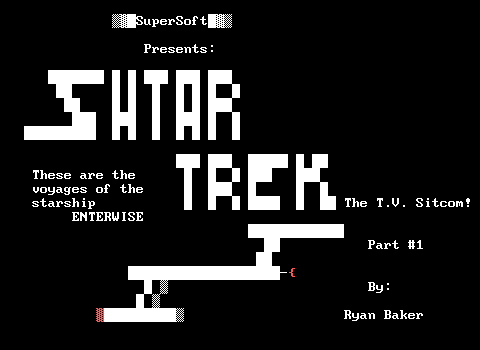 SuperSoft
Presents:
SHTAR
TREK
These are the
voyages of the
starship
ENTERWISE
The T.V. Sitcom!
Part #1
By:
Ryan Baker